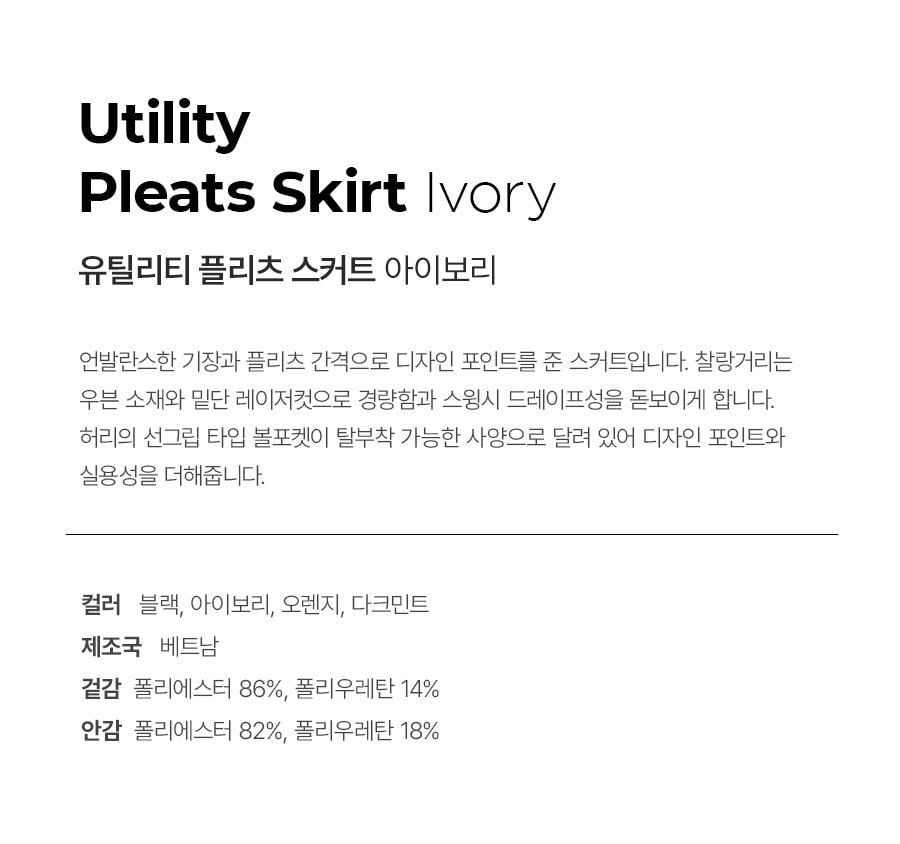 Utility
Pleats Skirt Ivory
유틸리티 플리츠 스커트 아이보리
언발란스한 기장과 플리츠 간격으로 디자인 포인트를 준 스커트입니다. 찰랑거리는
우븐 소재와 밑단 레이저컷으로 경량함과 스윙시 드레이프성을 돋보이게 합니다.
허리의 선그립 타입 볼포켓이 탈부착 가능한 사양으로 달려 있어 디자인 포인트와
실용성을 더해줍니다.
컬러 블랙, 아이보리, 오렌지, 다크민트
제조국 베트남
겉감 폴리에스터 86%, 폴리우레탄 14%
안감 폴리에스터 82%, 폴리우레탄 18%